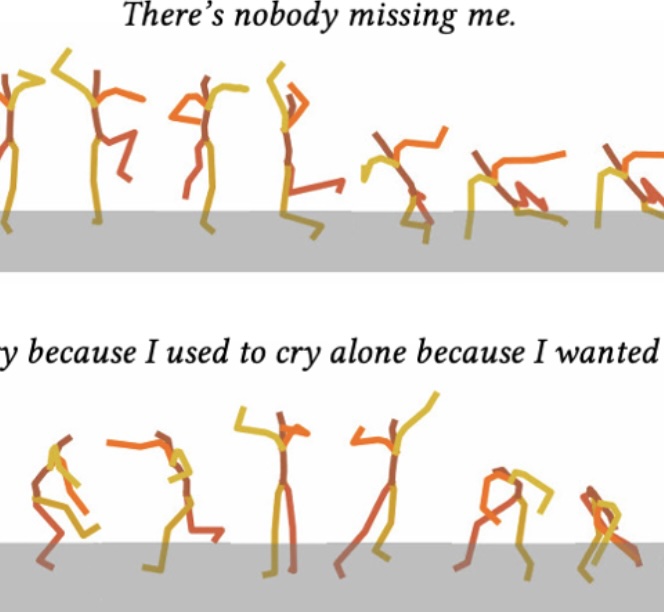 There's nobody missing me.
y because I used to cry alone because I wanted